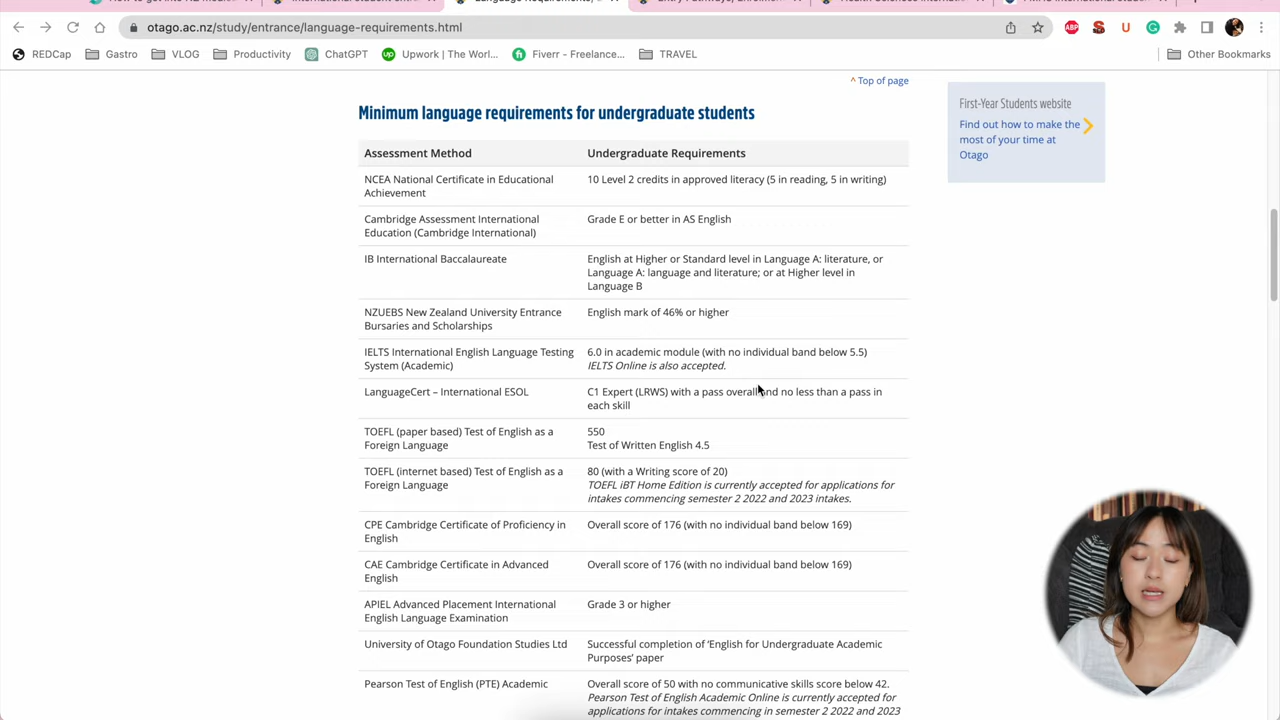 otago.ac.nz/study/entrance/language-requirements.html
REDCap
Gastro
VLOG
Productivity
ChatGPT
Upwork | The Worl...
Fiverr - Freelance...
TRAVEL
Other Bookmarks
^ Top of page
Minimum language requirements for undergraduate students
First-Year Students website
Find out how to make the
most of your time at
Otago
Assessment Method
Undergraduate Requirements
NCEA National Certificate in Educational
Achievement
10 Level 2 credits in approved literacy (5 in reading, 5 in writing)
Cambridge Assessment International
Education (Cambridge International)
Grade E or better in AS English
IB International Baccalaureate
English at Higher or Standard level in Language A: literature, or
Language A: language and literature; or at Higher level in
Language B
NZUEBS New Zealand University Entrance
Bursaries and Scholarships
English mark of 46% or higher
IELTS International English Language Testing
System (Academic)
6.0 in academic module (with no individual band below 5.5)
IELTS Online is also accepted.
LanguageCert – International ESOL
C1 Expert (LRWS) with a pass overall and no less than a pass in
each skill
TOEFL (paper based) Test of English as a
Foreign Language
550
Test of Written English 4.5
TOEFL (internet based) Test of English as a
Foreign Language
80 (with a Writing score of 20)
TOEFL iBT Home Edition is currently accepted for applications for
intakes commencing semester 2 2022 and 2023 intakes.
CPE Cambridge Certificate of Proficiency in
English
Overall score of 176 (with no individual band below 169)
CAE Cambridge Certificate in Advanced
English
Overall score of 176 (with no individual band below 169)
APIEL Advanced Placement International
English Language Examination
Grade 3 or higher
University of Otago Foundation Studies Ltd
Successful completion of ‘English for Undergraduate Academic
Purposes’ paper
Pearson Test of English (PTE) Academic
Overall score of 50 with no communicative skills score below 42.
Pearson Test of English Academic Online is currently accepted for
applications for intakes commencing in semester 2 2022 and 2023